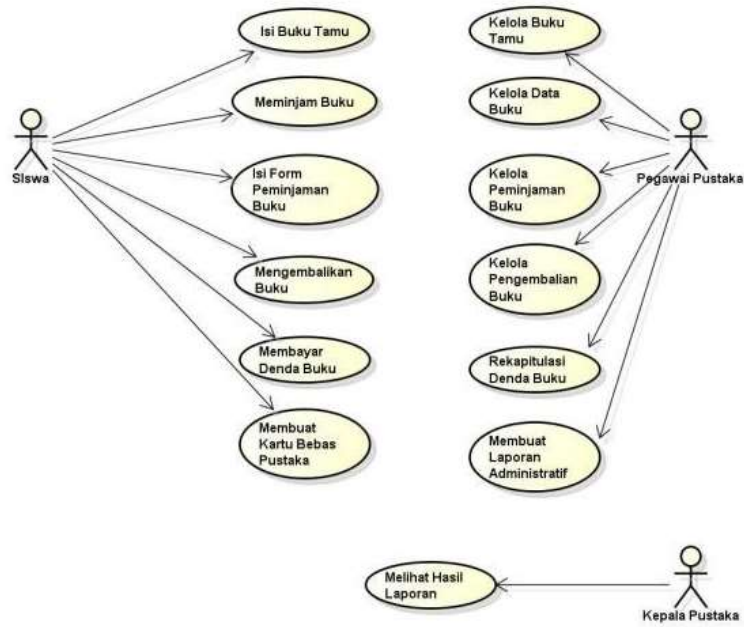 Isi Buku Tamu
Meminjam Buku
Isi Form
Peminjaman
Buku
Mengembalikan
Buku
Membayar
Denda Buku
Membuat
Kartu Bebas
Pustaka
SIswa
Kelola Buku
Tamu
Kelola Data
Buku
Kelola
Peminjaman
Buku
Kelola
Pengembalian
Buku
Rekapitulasi
Denda Buku
Membuat
Laporan
Administratif
Pegawai Pustaka
Melihat Hasil
Laporan
Kepala Pustaka